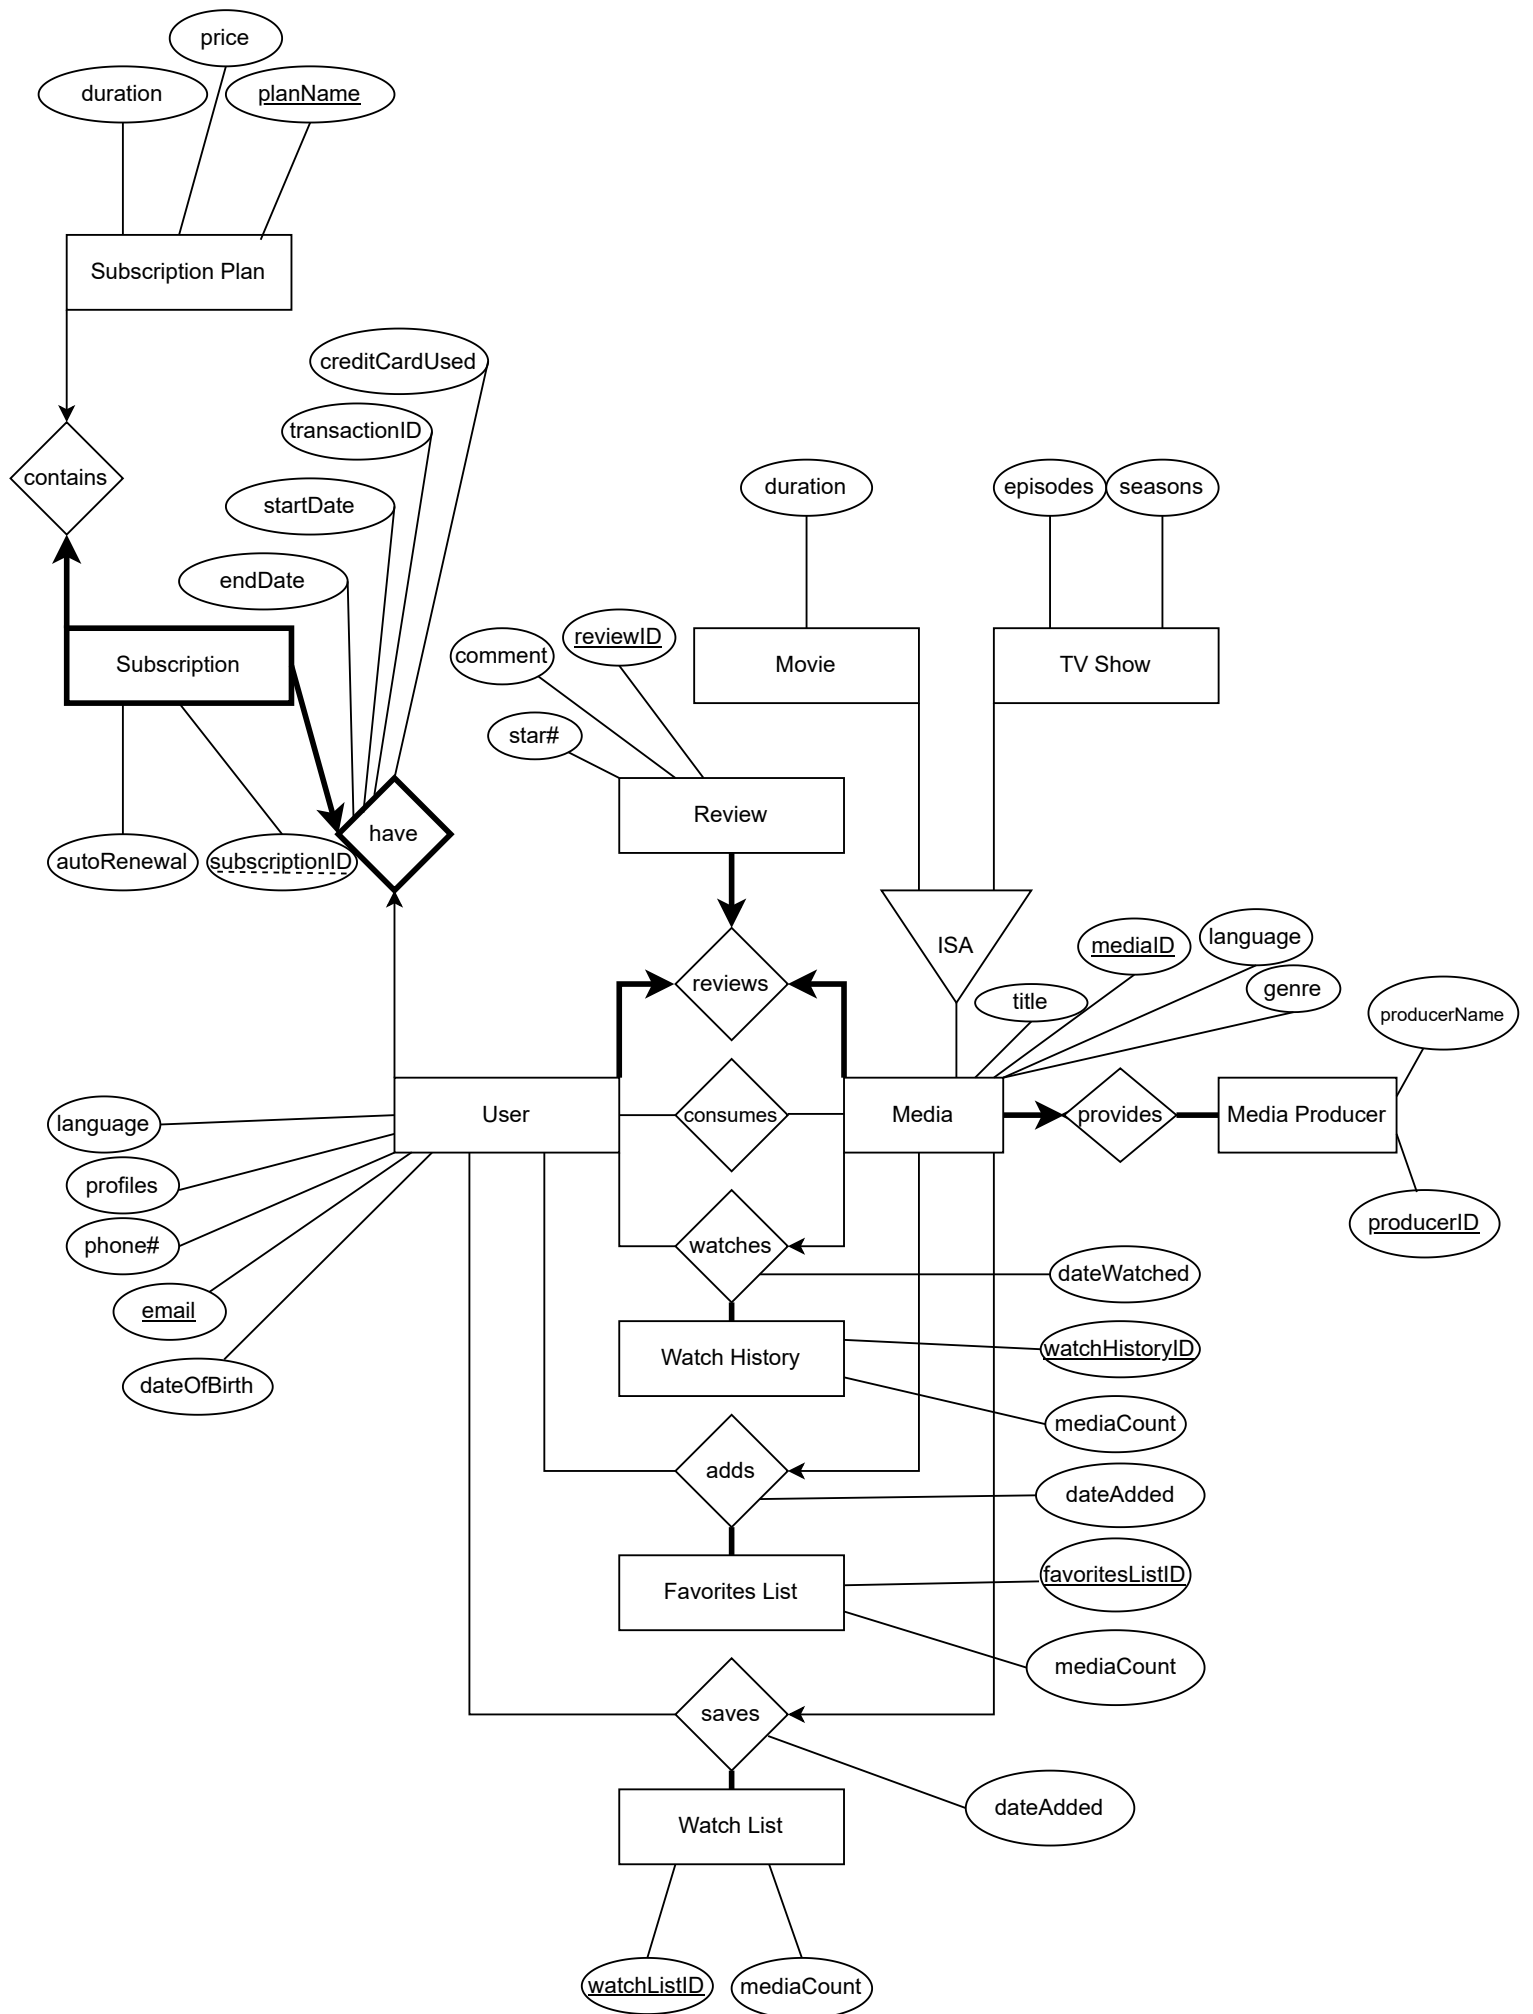 price
duration
planName
Subscription Plan
creditCardUsed
transactionID
contains
startDate
endDate
duration
episodes
seasons
Subscription
comment
reviewID
Movie
TV Show
star#
Review
have
autoRenewal
subscriptionID
ISA
mediaID
language
reviews
title
genre
producerName
User
consumes
Media
provides
Media Producer
language
profiles
phone#
watches
producerID
email
dateWatched
dateOfBirth
Watch History
watchHistoryID
mediaCount
adds
dateAdded
Favorites List
favoritesListID
mediaCount
saves
dateAdded
Watch List
watchListID
mediaCount